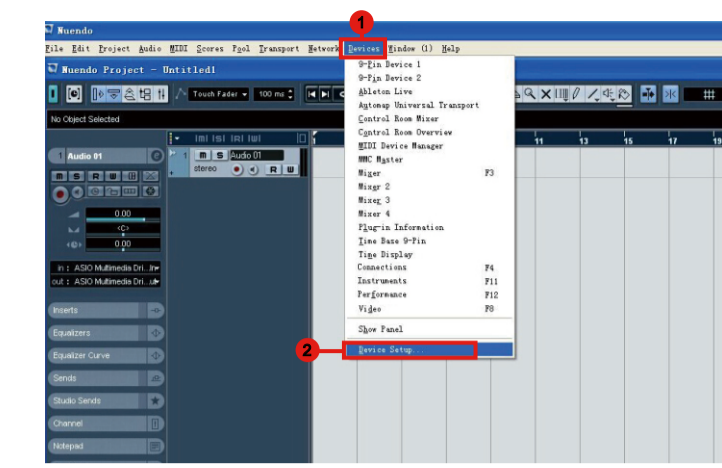 1
Nuendo
File Edit Project Audio MIDI Scores Pool Transport Network Devices Window (1) Help
Nuendo Project - Untitled1
Touch Fader 100 ms
No Object Selected
1 Audio 01
m S R W
0.00
<C>
0.00
in : ASIO Multimedia Dri..In
out : ASIO Multimedia Dri..ut
Inserts
Equalizers
Equalizer Curve
Sends
Studio Sends
Channel
Notepad
1 m S Audio 01
stereo R W
1 11 13 15 17 19
9-Pin Device 1
9-Pin Device 2
Ableton Live
Automap Universal Transport
Control Room Mixer
Control Room Overview
MIDI Device Manager
MMC Master
Mixer F3
Mixer 2
Mixer 3
Mixer 4
Plug-in Information
Time Base 9-Pin
Time Display
Connections F4
Instruments F11
Performance F12
Video F8
Show Panel
2
Device Setup...